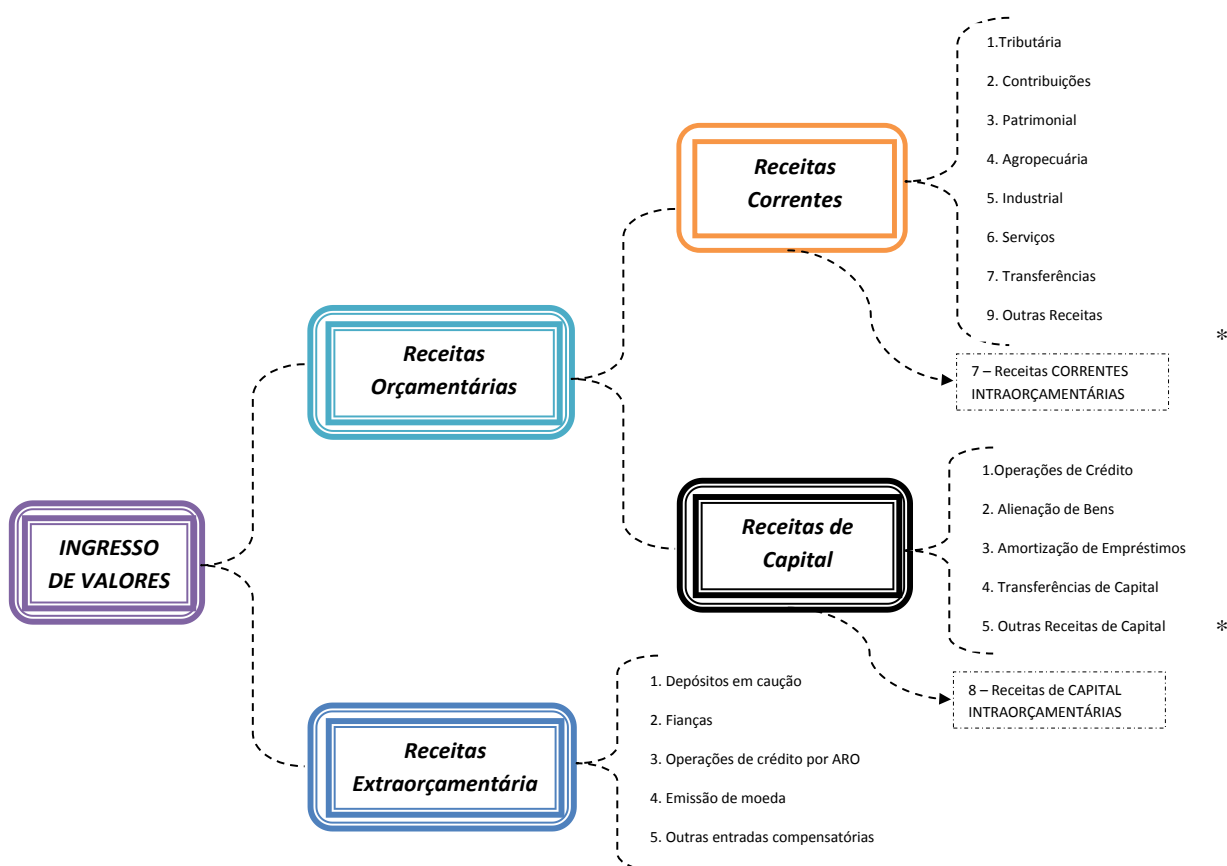 INGRESSO
DE VALORES
Receitas
Orçamentárias
Receitas
Correntes
1.Tributária
2. Contribuições
3. Patrimonial
4. Agropecuária
5. Industrial
6. Serviços
7. Transferências
9. Outras Receitas
*
7 – Receitas CORRENTES
INTRAORÇAMENTÁRIAS
Receitas de
Capital
1.Operações de Crédito
2. Alienação de Bens
3. Amortização de Empréstimos
4. Transferências de Capital
5. Outras Receitas de Capital *
8 – Receitas de CAPITAL
INTRAORÇAMENTÁRIAS
Receitas
Extraorçamentária
1. Depósitos em caução
2. Fianças
3. Operações de crédito por ARO
4. Emissão de moeda
5. Outras entradas compensatórias